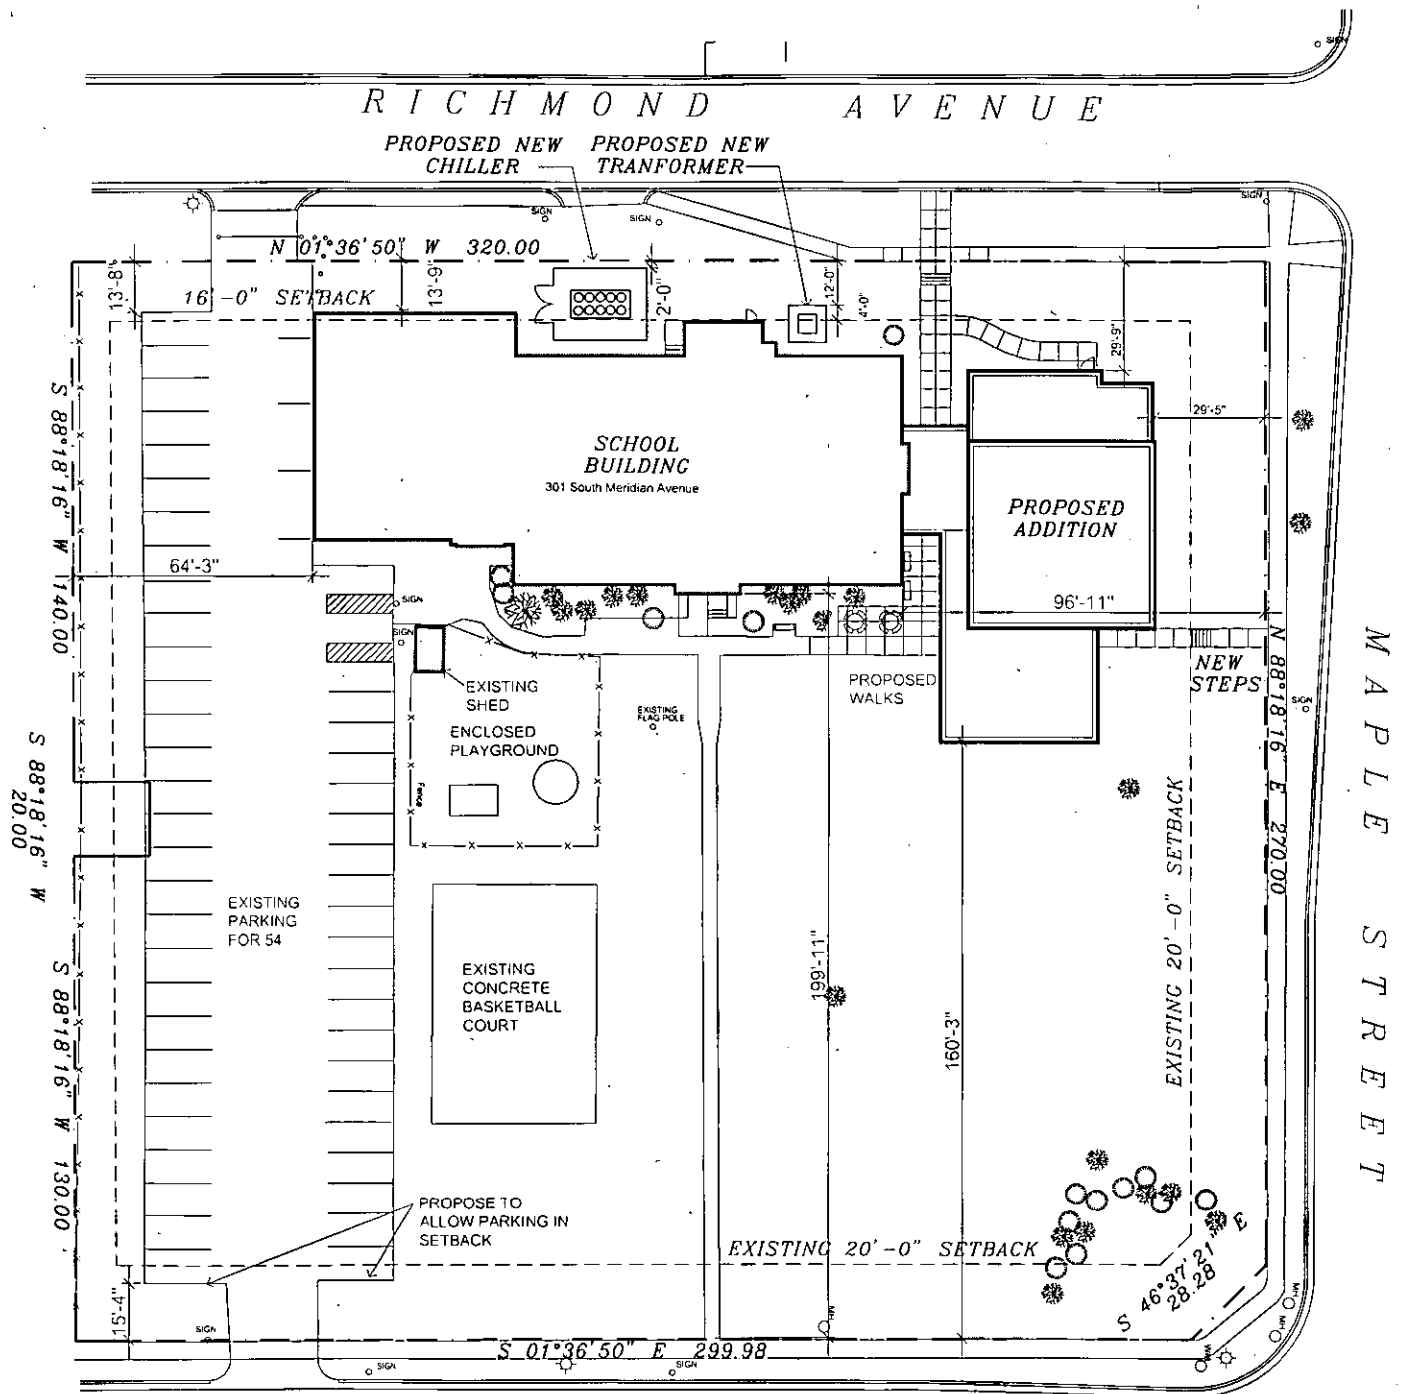 SIGN
RICHMOND AVENUE
PROPOSED NEW
CHILLER
PROPOSED NEW
TRANFORMER
SIGN
SIGN
SIGN
N 01°36'50" W 320.00
13'-8"
16'-0" SETBACK
13'-9"
2'-0"
12'-0"
4'-0"
29'-9"
29'-5"
S 88°18'16" W 140.00
SCHOOL
BUILDING
301 South Meridian Avenue
PROPOSED
ADDITION
64'-3"
96'-11"
SIGN
SIGN
EXISTING
SHED
ENCLOSED
PLAYGROUND
Fence
EXISTING
FLAG POLE
PROPOSED
WALKS
NEW
STEPS
N 88°18'16" E 270.00
SIGN
MAPLE STREET
S 88°18'16" W
20.00
EXISTING 20'-0" SETBACK
EXISTING
PARKING
FOR 54
EXISTING
CONCRETE
BASKETBALL
COURT
199'-11"
160'-3"
S 88°18'16" W 130.00
PROPOSE TO
ALLOW PARKING IN
SETBACK
EXISTING 20'-0" SETBACK
S 46°37'21" E
28.28
15'-4"
SIGN
MH
MH
MH
WM
S 01°36'50" E 299.98
SIGN
SIGN